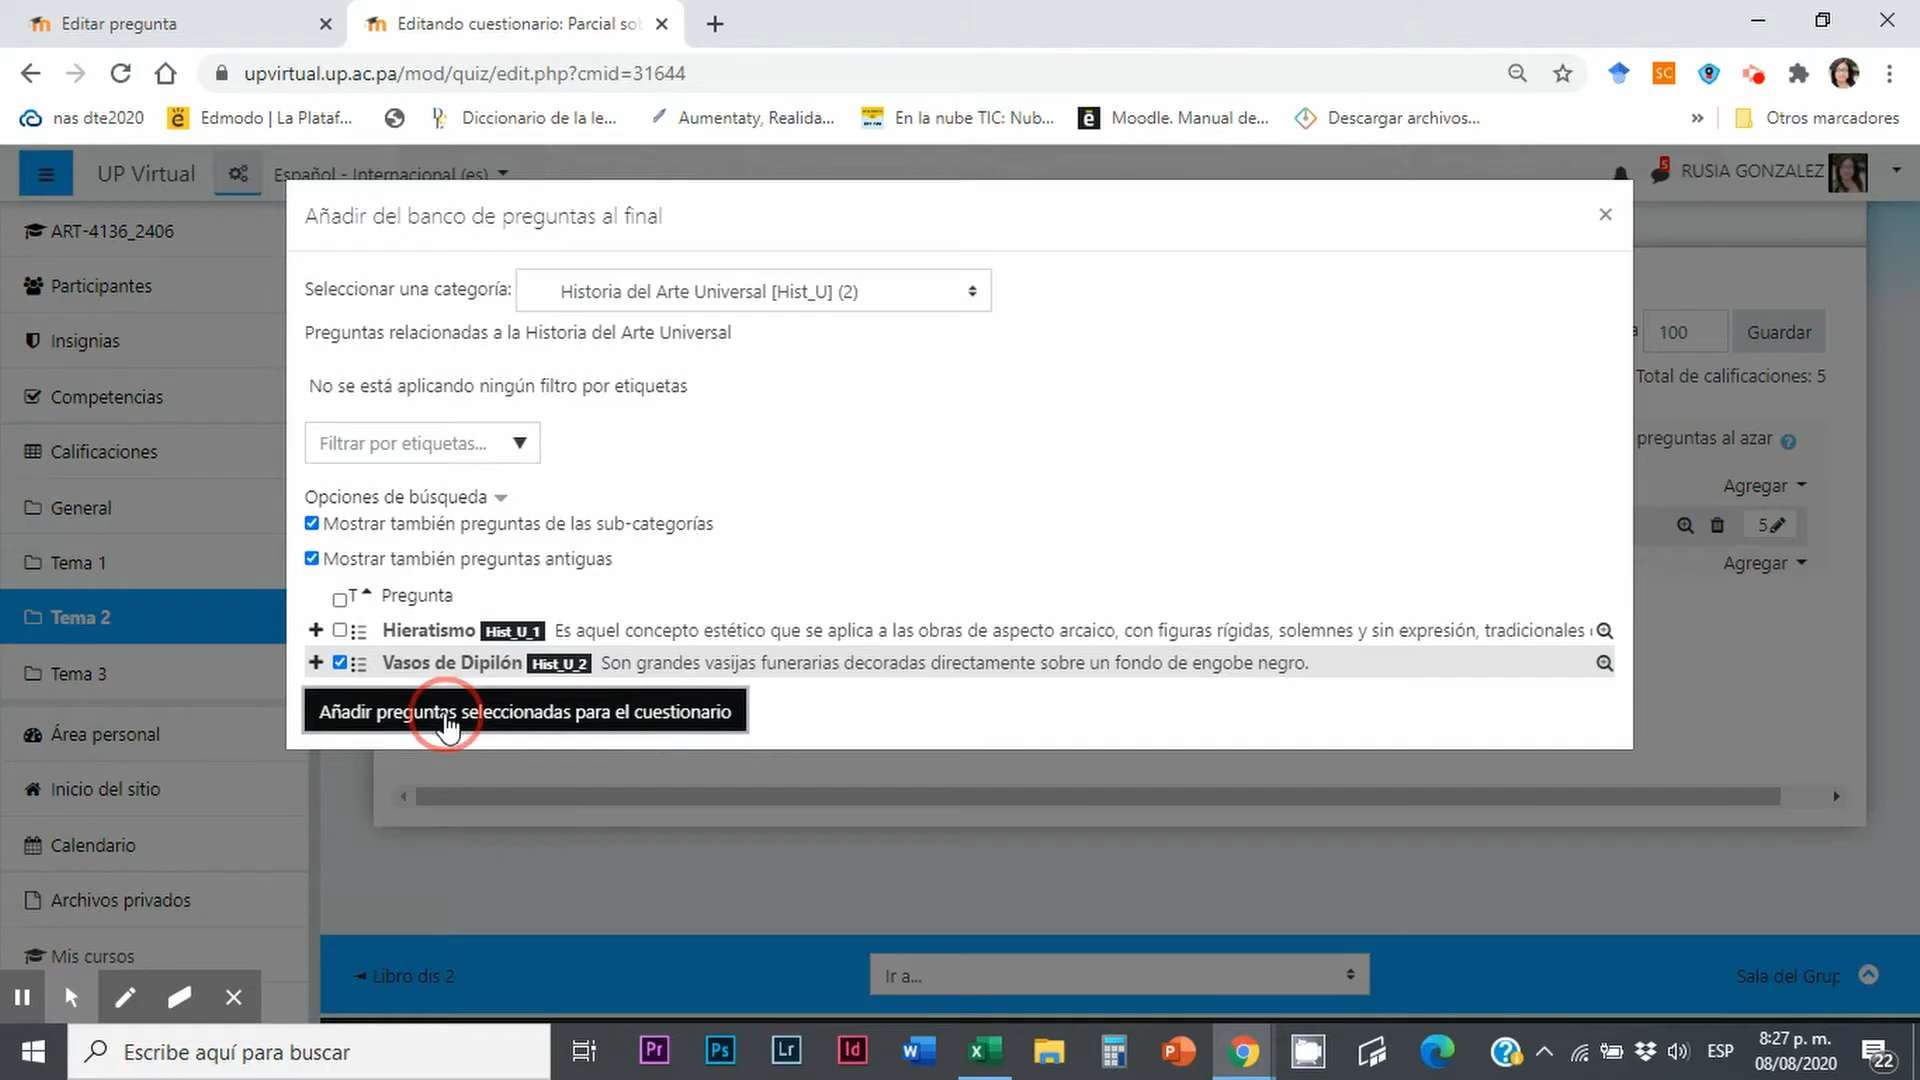 Editar pregunta
Editando cuestionario: Parcial so
upvirtual.up.ac.pa/mod/quiz/edit.php?cmid=31644
SC
nas dte2020
Edmodo | La Plataf...
Diccionario de la le...
Aumentaty, Realida...
En la nube TIC: Nub...
Moodle. Manual de...
Descargar archivos...
»
Otros marcadores
UP Virtual
Español - Internacional (es)
5
RUSIA GONZALEZ
ART-4136_2406
Participantes
Insignias
Competencias
Calificaciones
General
Tema 1
Tema 2
Tema 3
Área personal
Inicio del sitio
Calendario
Archivos privados
Mis cursos
Añadir del banco de preguntas al final
×
Seleccionar una categoría:
Historia del Arte Universal [Hist_U] (2)
Preguntas relacionadas a la Historia del Arte Universal
No se está aplicando ningún filtro por etiquetas
Filtrar por etiquetas... ▼
Opciones de búsqueda
Mostrar también preguntas de las sub-categorías
Mostrar también preguntas antiguas
T Pregunta
Hieratismo Hist_U_1 Es aquel concepto estético que se aplica a las obras de aspecto arcaico, con figuras rígidas, solemnes y sin expresión, tradicionales
Vasos de Dipilón Hist_U_2 Son grandes vasijas funerarias decoradas directamente sobre un fondo de engobe negro.
Añadir preguntas seleccionadas para el cuestionario
100
Guardar
Total de calificaciones: 5
preguntas al azar
Agregar
5
Agregar
◄ Libro dis 2
Ir a...
Sala del Grup
Escribe aquí para buscar
Pr
Ps
Lr
Id
ESP
8:27 p. m.
08/08/2020
22